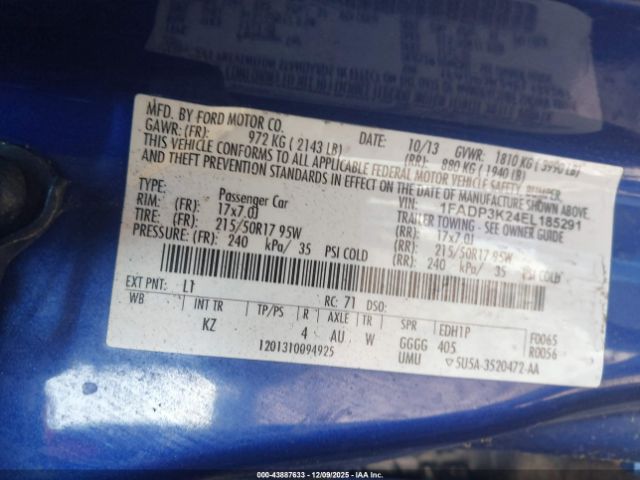 MFD. BY FORD MOTOR CO.
DATE: 10/13 GVWR: 1810 KG ( 3990 LB)
GAWR: (FR): 972 KG ( 2143 LB) (RR): 880 KG ( 1940 LB)
THIS VEHICLE CONFORMS TO ALL APPLICABLE FEDERAL MOTOR VEHICLE SAFETY, BUMPER,
AND THEFT PREVENTION STANDARDS IN EFFECT ON THE DATE OF MANUFACTURE SHOWN ABOVE.
VIN: 1FADP3K24EL185291
TYPE: Passenger Car TRAILER TOWING - SEE OWNER GUIDE
RIM: (FR): 17x7.0J (RR): 17x7.0J
TIRE: (FR): 215/50R17 95W (RR): 215/50R17 95W
PRESSURE: (FR): 240 kPa/ 35 PSI COLD (RR): 240 kPa/ 35 PSI COLD
EXT PNT: L1 RC: 71 DSO:
WB INT TR TP/PS R AXLE TR SPR EDH1P F0065
KZ 4 AU W GGGG 405 R0056
1201310094925 UMU ▽5U5A-3520472-AA
000-43887633 - 12/09/2025 - IAA Inc.